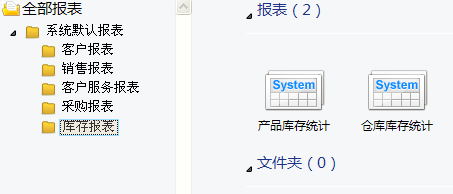 全部报表
系统默认报表
客户报表
销售报表
客户服务报表
采购报表
库存报表
报表（2）
System
System
产品库存统计
仓库库存统计
文件夹（0）